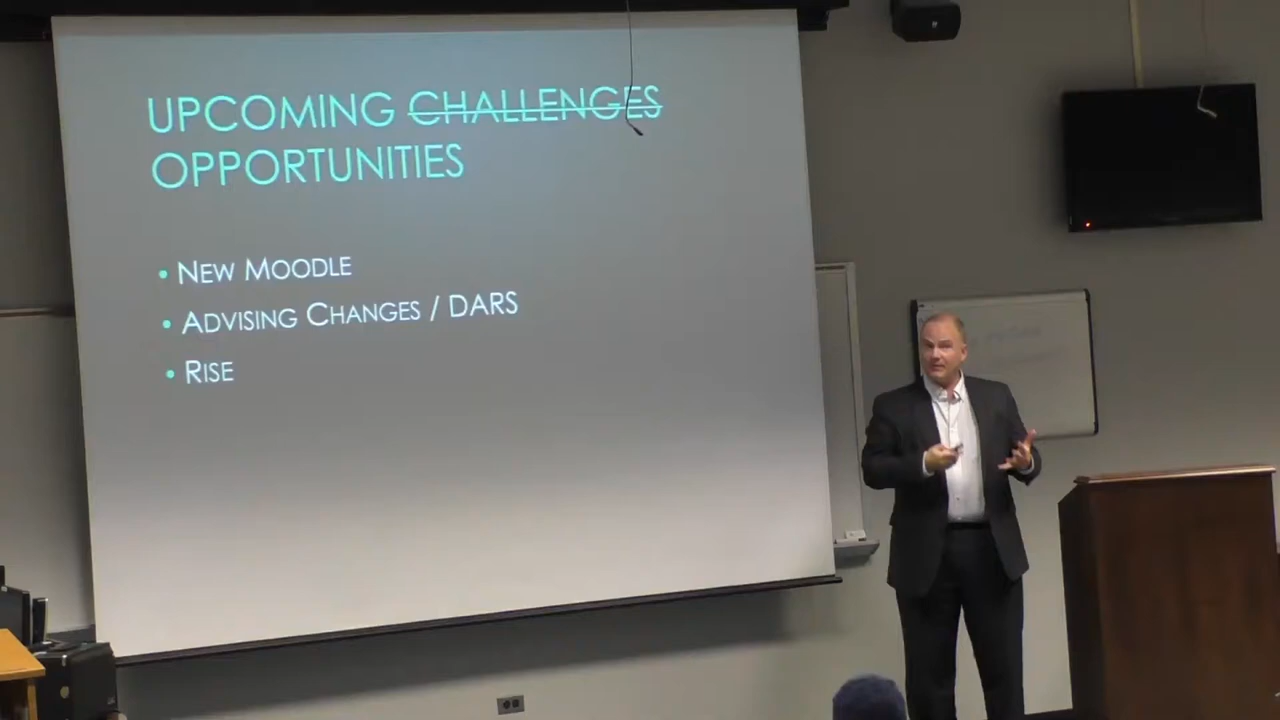 UPCOMING CHALLENGES
OPPORTUNITIES
• NEW MOODLE
• ADVISING CHANGES / DARS
• RISE